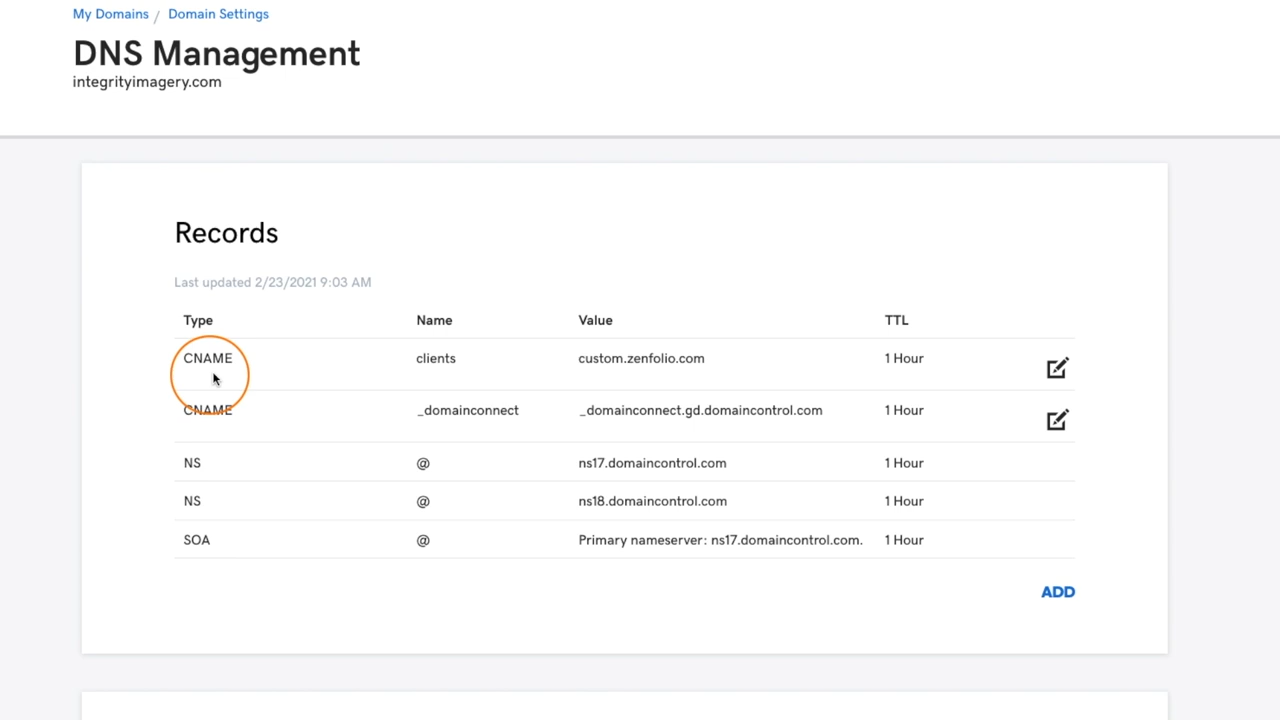 My Domains / Domain Settings
DNS Management
integrityimagery.com
Records
Last updated 2/23/2021 9:03 AM
Type Name Value TTL
CNAME clients custom.zenfolio.com 1 Hour
CNAME _domainconnect _domainconnect.gd.domaincontrol.com 1 Hour
NS @ ns17.domaincontrol.com 1 Hour
NS @ ns18.domaincontrol.com 1 Hour
SOA @ Primary nameserver: ns17.domaincontrol.com. 1 Hour
ADD